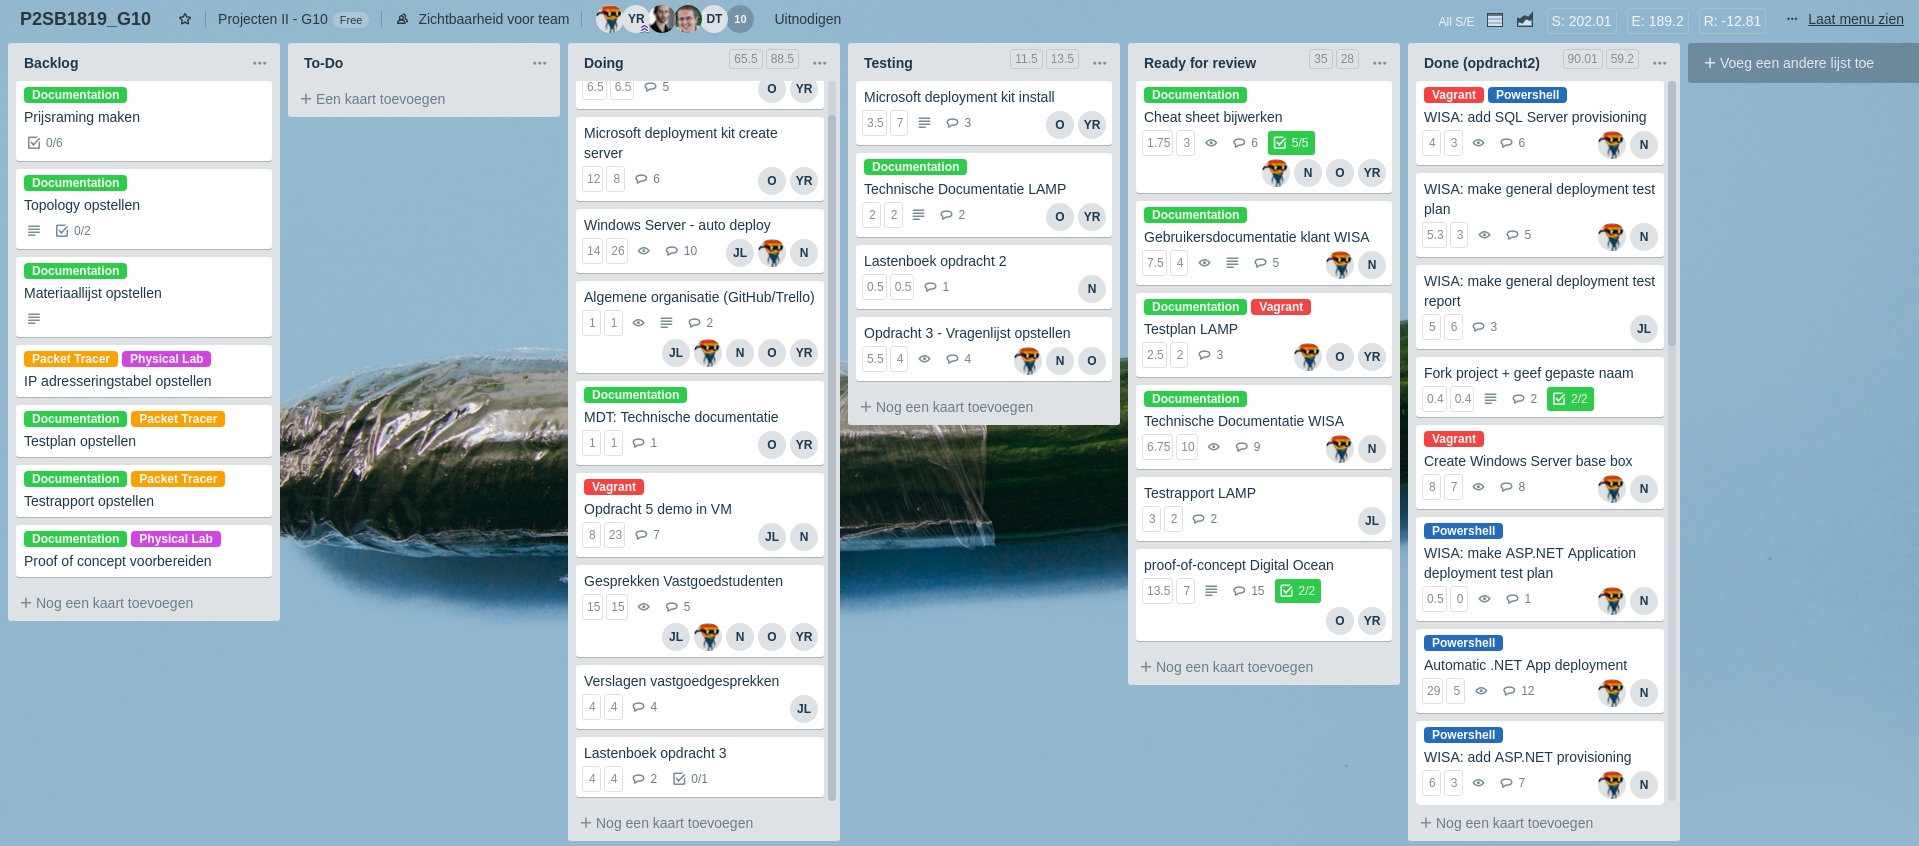 P2SB1819_G10
Projecten II - G10 Free
Zichtbaarheid voor team
YR DT 10
Uitnodigen
All S/E
S: 202.01
E: 189.2
R: -12.81
Laat menu zien
Backlog
Documentation
Prijsraming maken
0/6
Documentation
Topology opstellen
0/2
Documentation
Materiaallijst opstellen
Packet Tracer Physical Lab
IP adresseringstabel opstellen
Documentation Packet Tracer
Testplan opstellen
Documentation Packet Tracer
Testrapport opstellen
Documentation Physical Lab
Proof of concept voorbereiden
+ Nog een kaart toevoegen
To-Do
+ Een kaart toevoegen
Doing 65.5 88.5
6.5 6.5 5 O YR
Microsoft deployment kit create
server
12 8 6 O YR
Windows Server - auto deploy
14 26 10 JL N
Algemene organisatie (GitHub/Trello)
1 1 2
JL N O YR
Documentation
MDT: Technische documentatie
1 1 1 O YR
Vagrant
Opdracht 5 demo in VM
8 23 7 JL N
Gesprekken Vastgoedstudenten
15 15 5
JL N O YR
Verslagen vastgoedgesprekken
4 4 4 JL
Lastenboek opdracht 3
4 4 2 0/1
+ Nog een kaart toevoegen
Testing 11.5 13.5
Microsoft deployment kit install
3.5 7 3 O YR
Documentation
Technische Documentatie LAMP
2 2 2 O YR
Lastenboek opdracht 2
0.5 0.5 1 N
Opdracht 3 - Vragenlijst opstellen
5.5 4 4 N O
+ Nog een kaart toevoegen
Ready for review 35 28
Documentation
Cheat sheet bijwerken
1.75 3 6 5/5
N O YR
Documentation
Gebruikersdocumentatie klant WISA
7.5 4 5 N
Documentation Vagrant
Testplan LAMP
2.5 2 3 O YR
Documentation
Technische Documentatie WISA
6.75 10 9 N
Testrapport LAMP
3 2 2 JL
proof-of-concept Digital Ocean
13.5 7 15 2/2
O YR
+ Nog een kaart toevoegen
Done (opdracht2) 90.01 59.2
Vagrant Powershell
WISA: add SQL Server provisioning
4 3 6 N
WISA: make general deployment test
plan
5.3 3 5 N
WISA: make general deployment test
report
5 6 3 JL
Fork project + geef gepaste naam
0.4 0.4 2 2/2
Vagrant
Create Windows Server base box
8 7 8 N
Powershell
WISA: make ASP.NET Application
deployment test plan
0.5 0 1 N
Powershell
Automatic .NET App deployment
29 5 12 N
Powershell
WISA: add ASP.NET provisioning
6 3 7 N
+ Nog een kaart toevoegen
+ Voeg een andere lijst toe